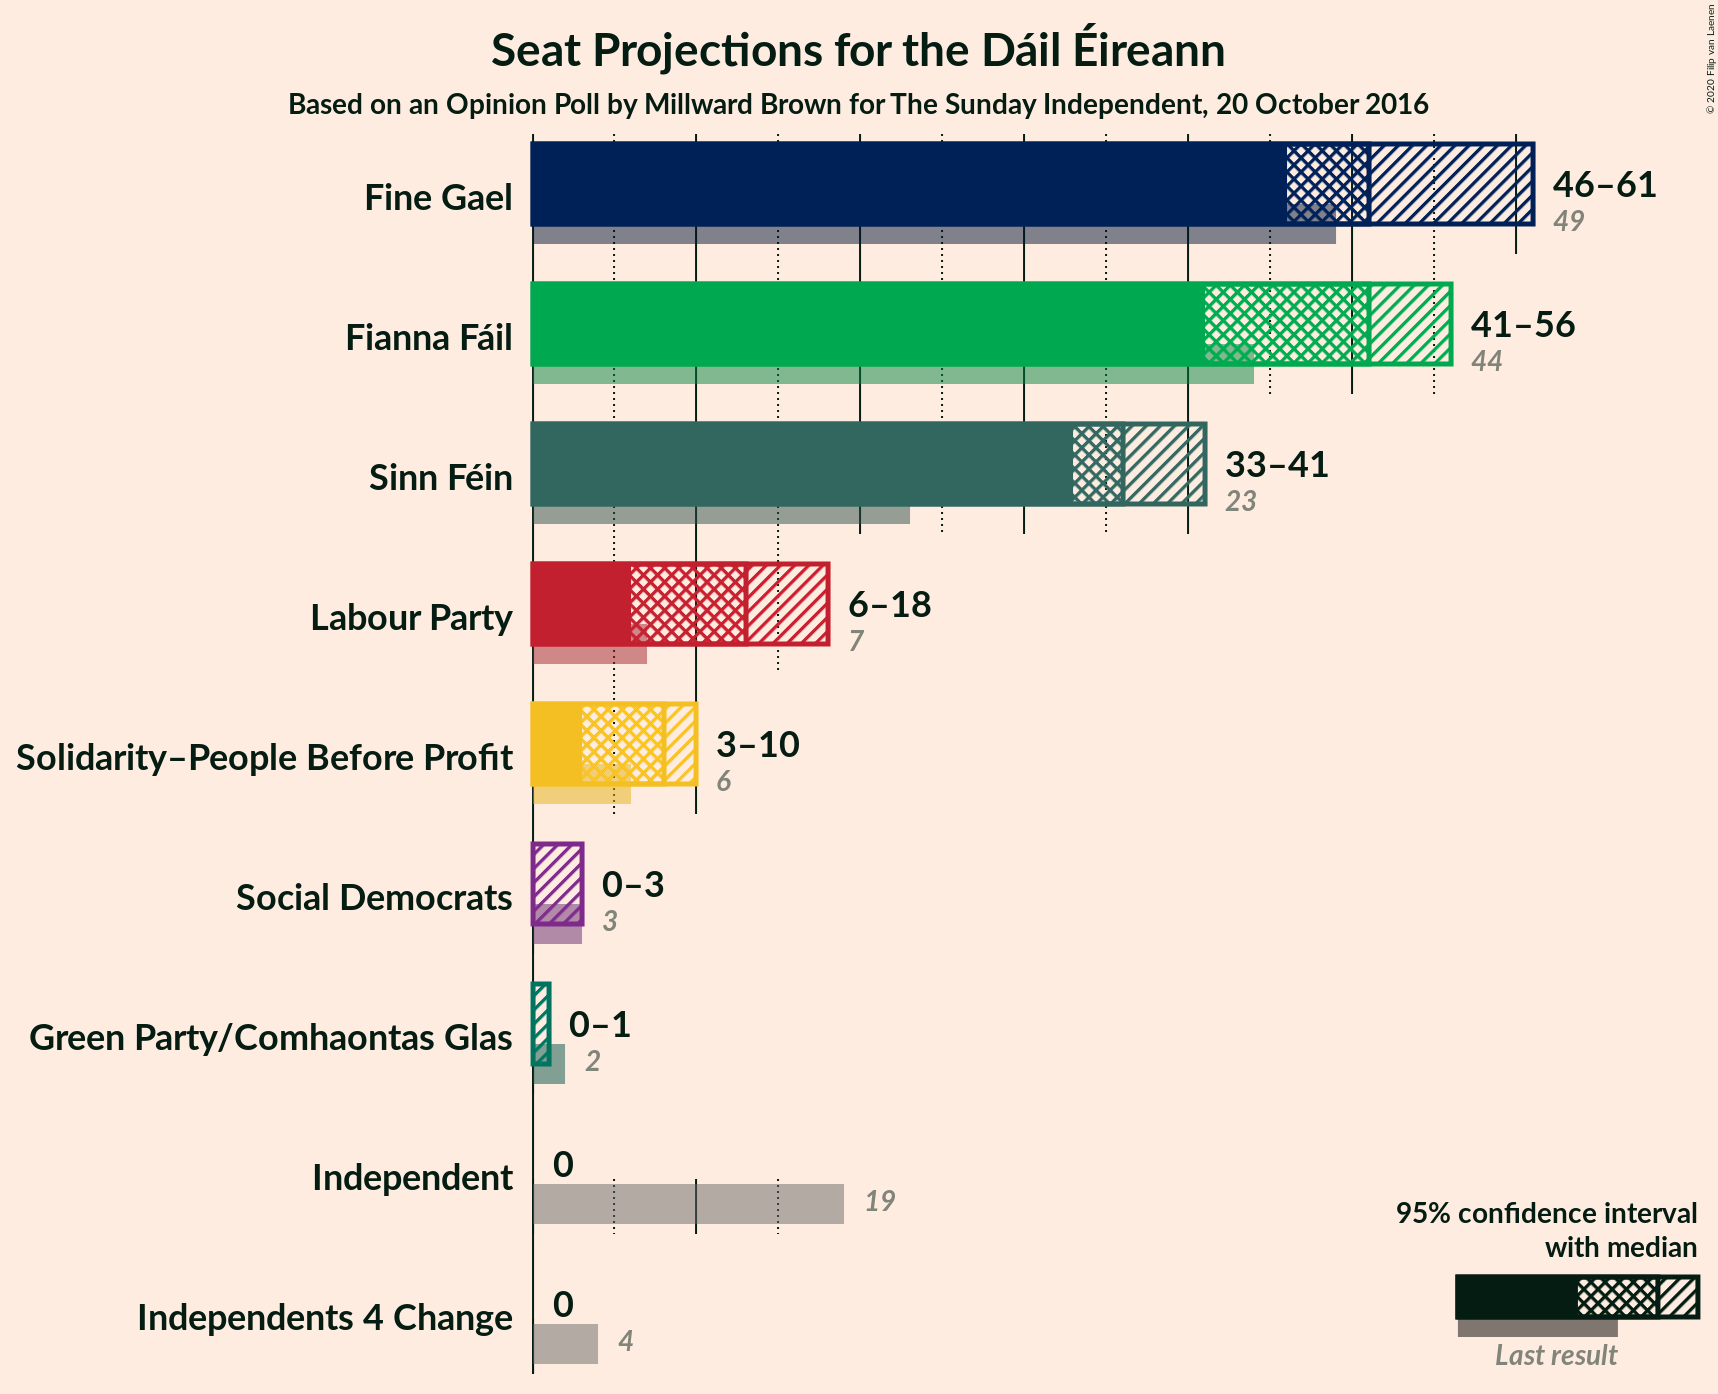 Seat Projections for the Dáil Éireann
Based on an Opinion Poll by Millward Brown for The Sunday Independent, 20 October 2016
© 2020 Filip van Laenen
Fine Gael
46–61
49
Fianna Fáil
41–56
44
Sinn Féin
33–41
23
Labour Party
6–18
7
Solidarity–People Before Profit
3–10
6
Social Democrats
0–3
3
Green Party/Comhaontas Glas
0–1
2
Independent
0
19
Independents 4 Change
0
4
95% confidence interval
with median
Last result